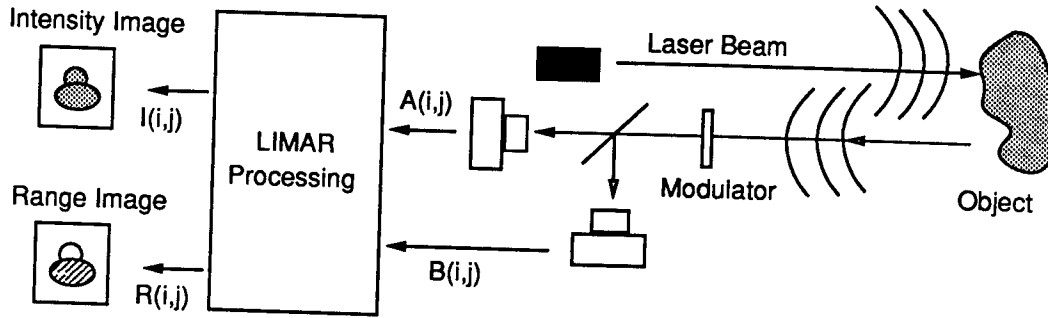 Intensity Image
I(i,j)
Range Image
R(i,j)
LIMAR
Processing
A(i,j)
B(i,j)
Laser Beam
Modulator
Object